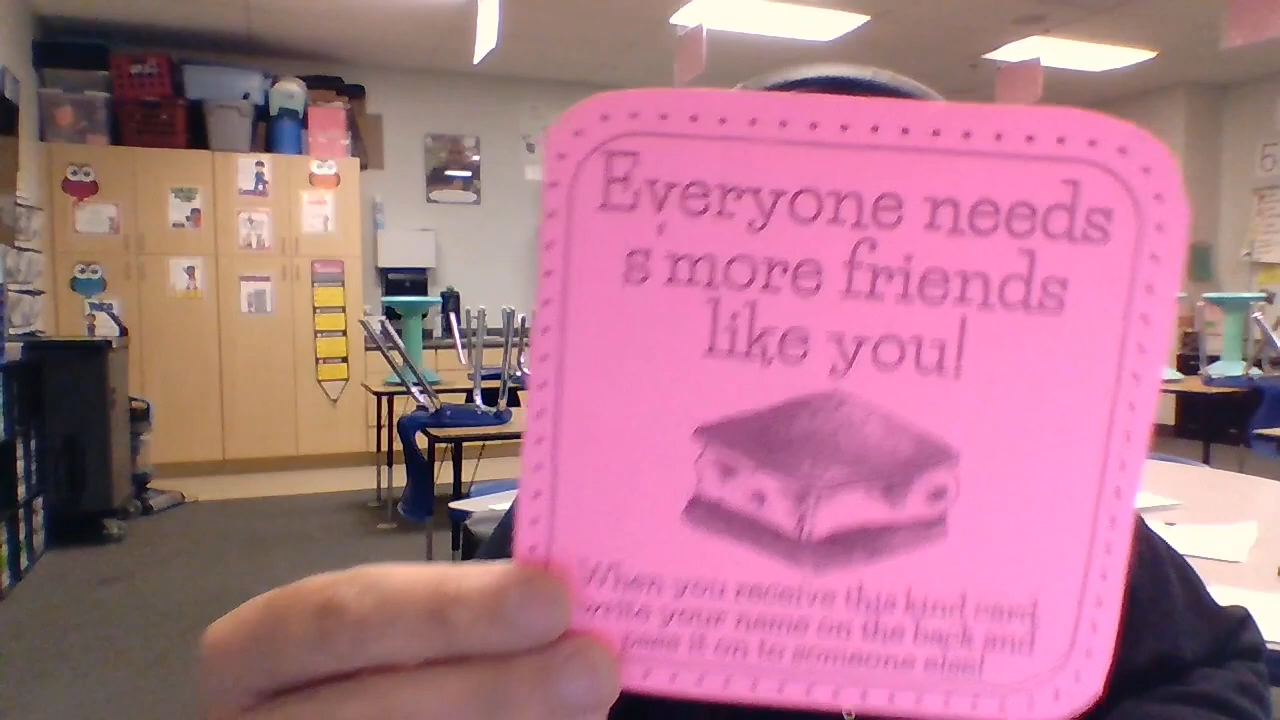 Everyone needs
s'more friends
like you!
When you receive this kind card
write your name on the back and
pass it on to someone else!